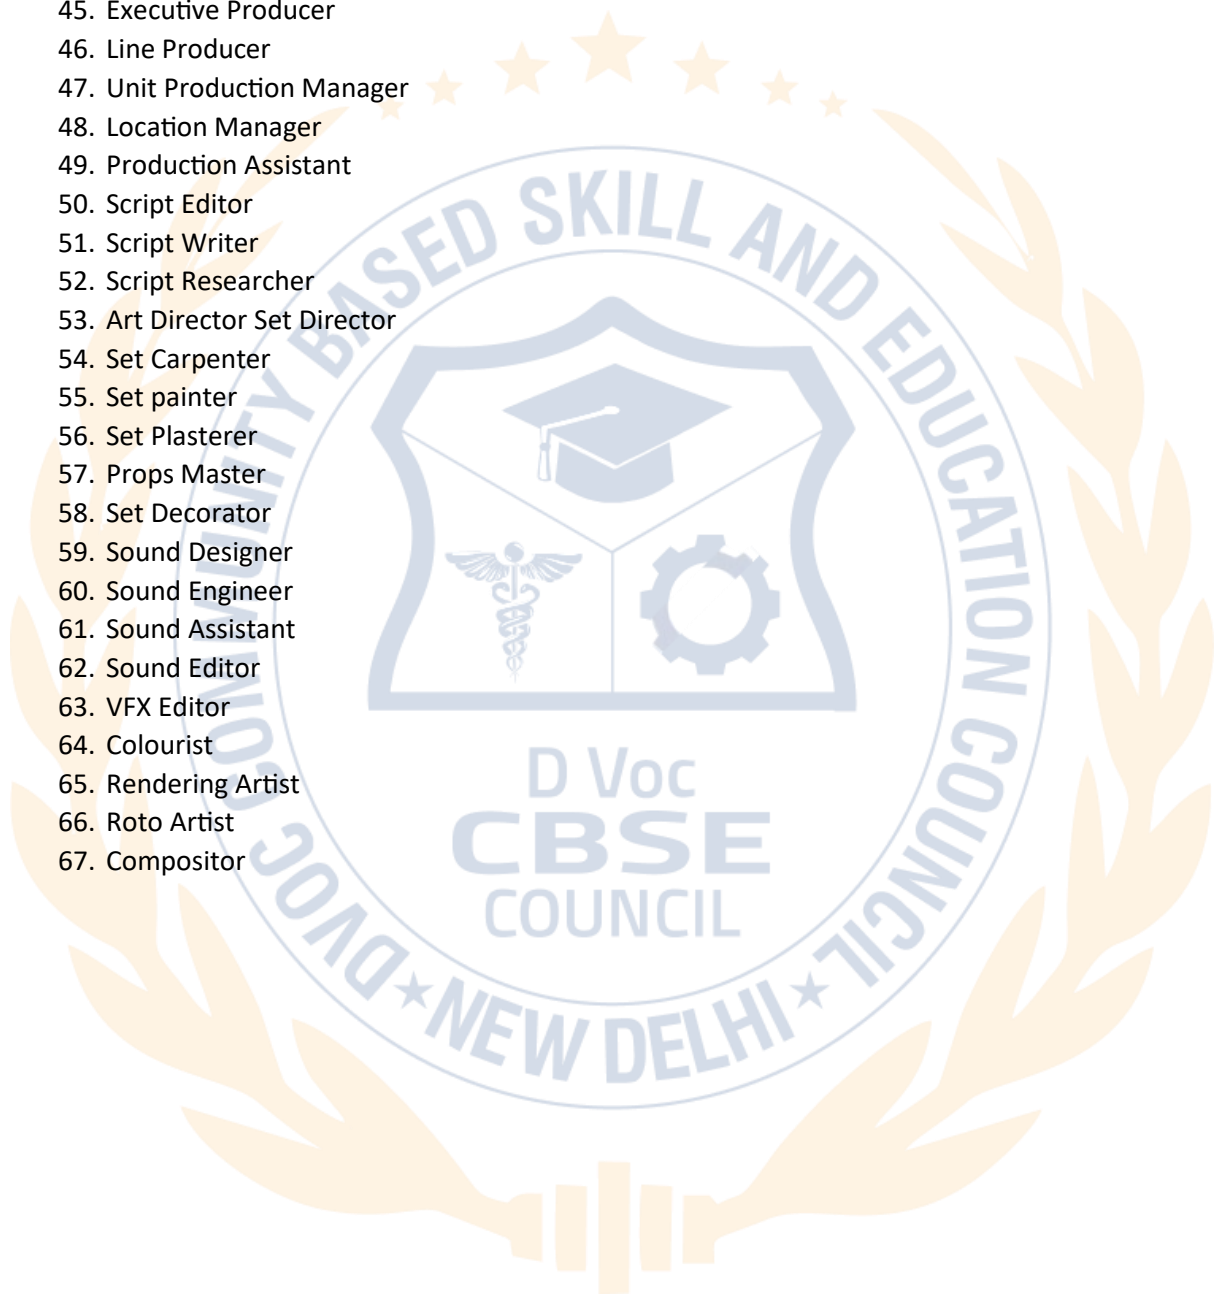 45. Executive Producer
46. Line Producer
47. Unit Production Manager
48. Location Manager
49. Production Assistant
50. Script Editor
51. Script Writer
52. Script Researcher
53. Art Director Set Director
54. Set Carpenter
55. Set painter
56. Set Plasterer
57. Props Master
58. Set Decorator
59. Sound Designer
60. Sound Engineer
61. Sound Assistant
62. Sound Editor
63. VFX Editor
64. Colourist
65. Rendering Artist
66. Roto Artist
67. Compositor
DVOC COMMUNITY BASED SKILL AND EDUCATION COUNCIL
D Voc
CBSE
COUNCIL
★ NEW DELHI ★